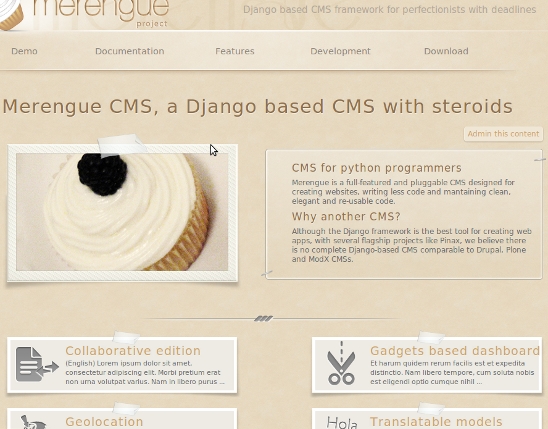 merengue
project
Django based CMS framework for perfectionists with deadlines
Demo Documentation Features Development Download
Merengue CMS, a Django based CMS with steroids
Admin this content
CMS for python programmers
Merengue is a full-featured and pluggable CMS designed for
creating websites, writing less code and mantaining clean,
elegant and re-usable code.
Why another CMS?
Although the Django framework is the best tool for creating web
apps, with several flagship projects like Pinax, we believe there
is no complete Django-based CMS comparable to Drupal, Plone
and ModX CMSs.
Collaborative edition
(English) Lorem ipsum dolor sit amet,
consectetur adipiscing elit. Morbi pretium erat
non urna volutpat varius. Nam in libero purus ...
Gadgets based dashboard
Et harum quidem rerum facilis est et expedita
distinctio. Nam libero tempore, cum soluta nobis
est eligendi optio cumque nihil ...
Geolocation
Hola
Translatable models